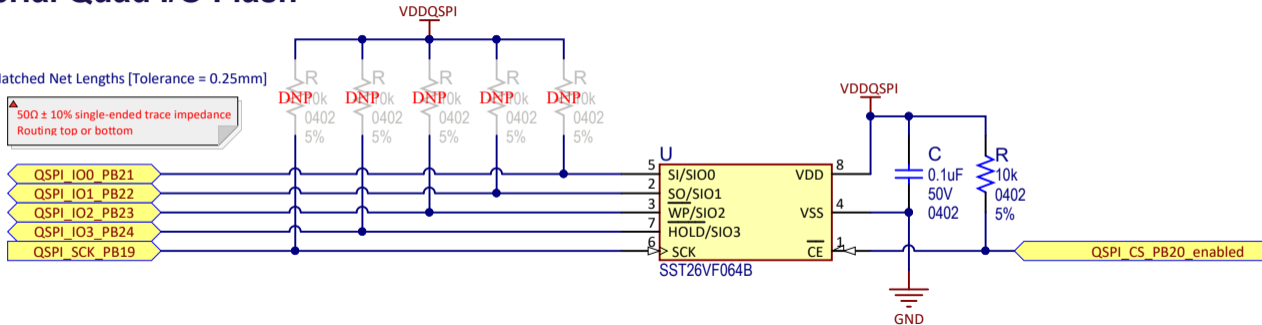 VDDQSPI
Matched Net Lengths [Tolerance = 0.25mm]
50Ω ± 10% single-ended trace impedance
Routing top or bottom
R R R R R
DNP DNP DNP DNP DNP
0402 0402 0402 0402 0402
5% 5% 5% 5% 5%
VDDQSPI
QSPI_IO0_PB21
QSPI_IO1_PB22
QSPI_IO2_PB23
QSPI_IO3_PB24
QSPI_SCK_PB19
U
5 SI/SIO0
2 SO/SIO1
3 WP/SIO2
7 HOLD/SIO3
6 SCK
VDD 8
VSS 4
CE 1
SST26VF064B
C
0.1uF
50V
0402
R
10k
0402
5%
QSPI_CS_PB20_enabled
GND